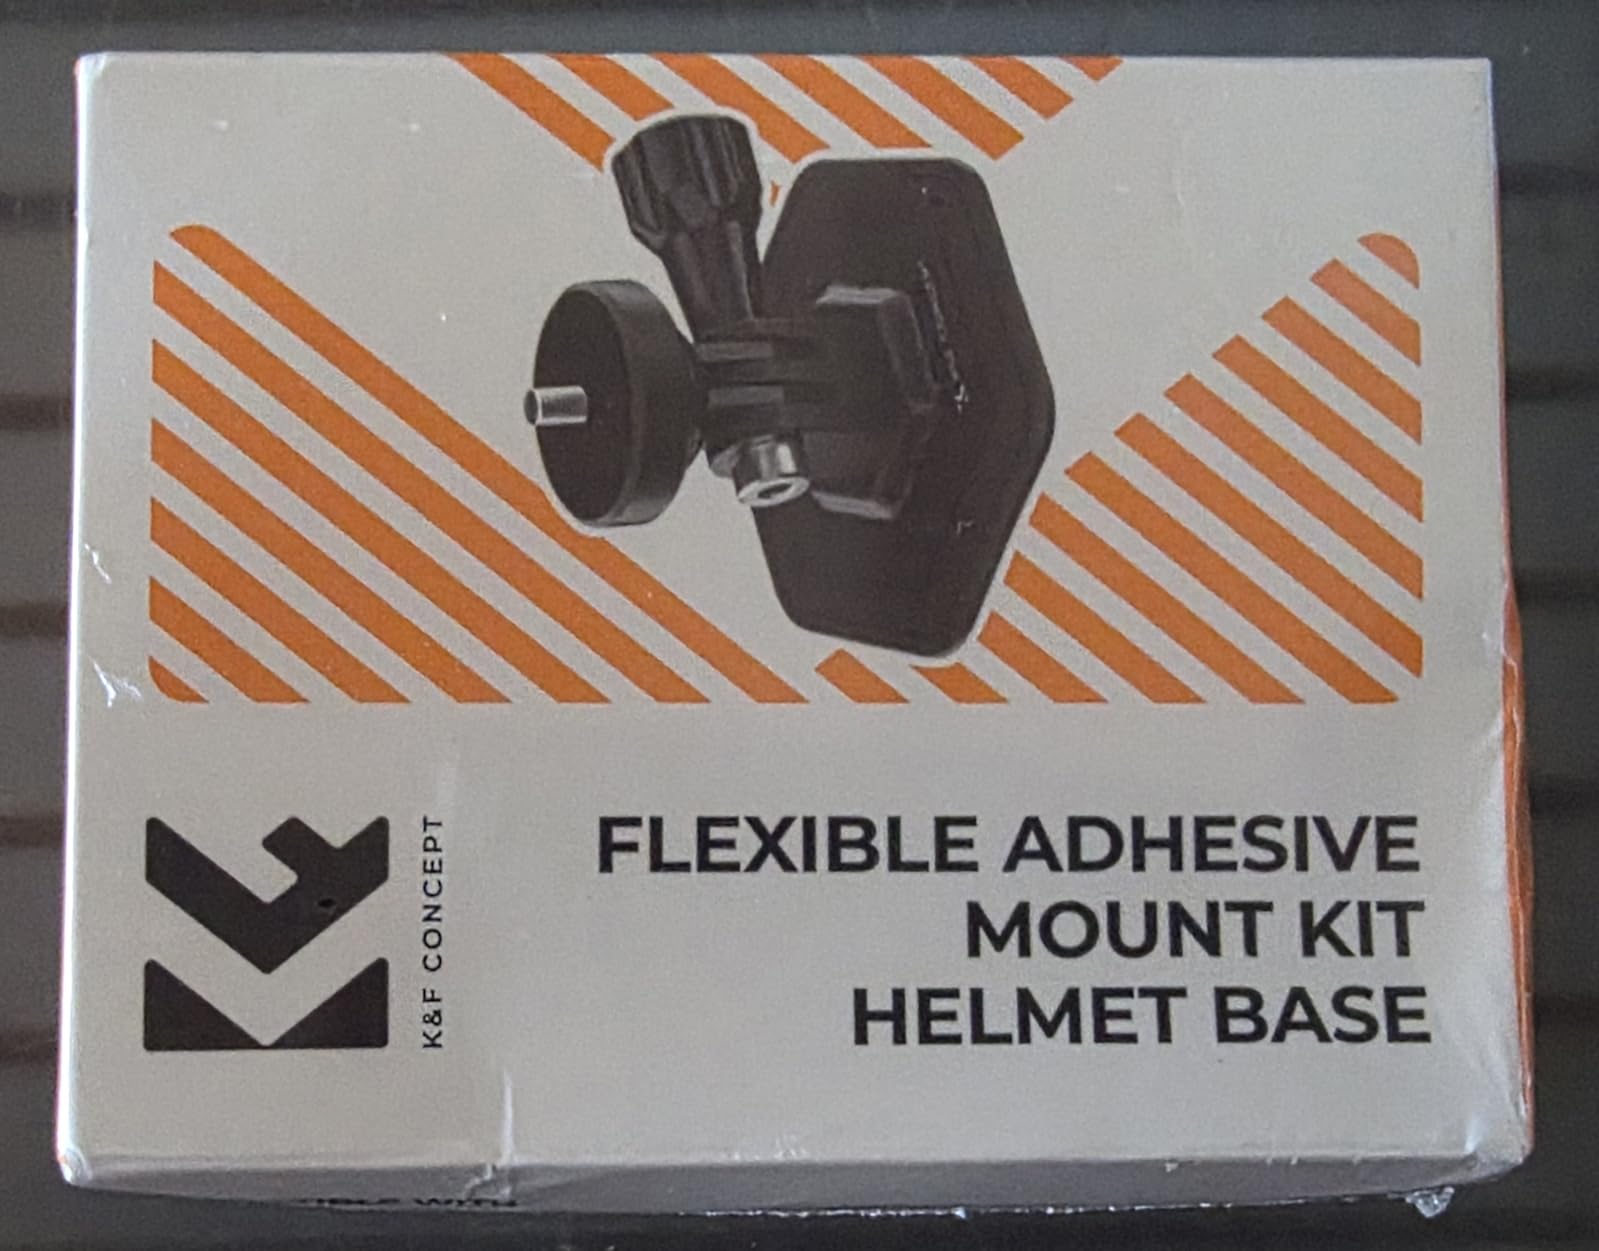 FLEXIBLE ADHESIVE
MOUNT KIT
HELMET BASE
K&F CONCEPT